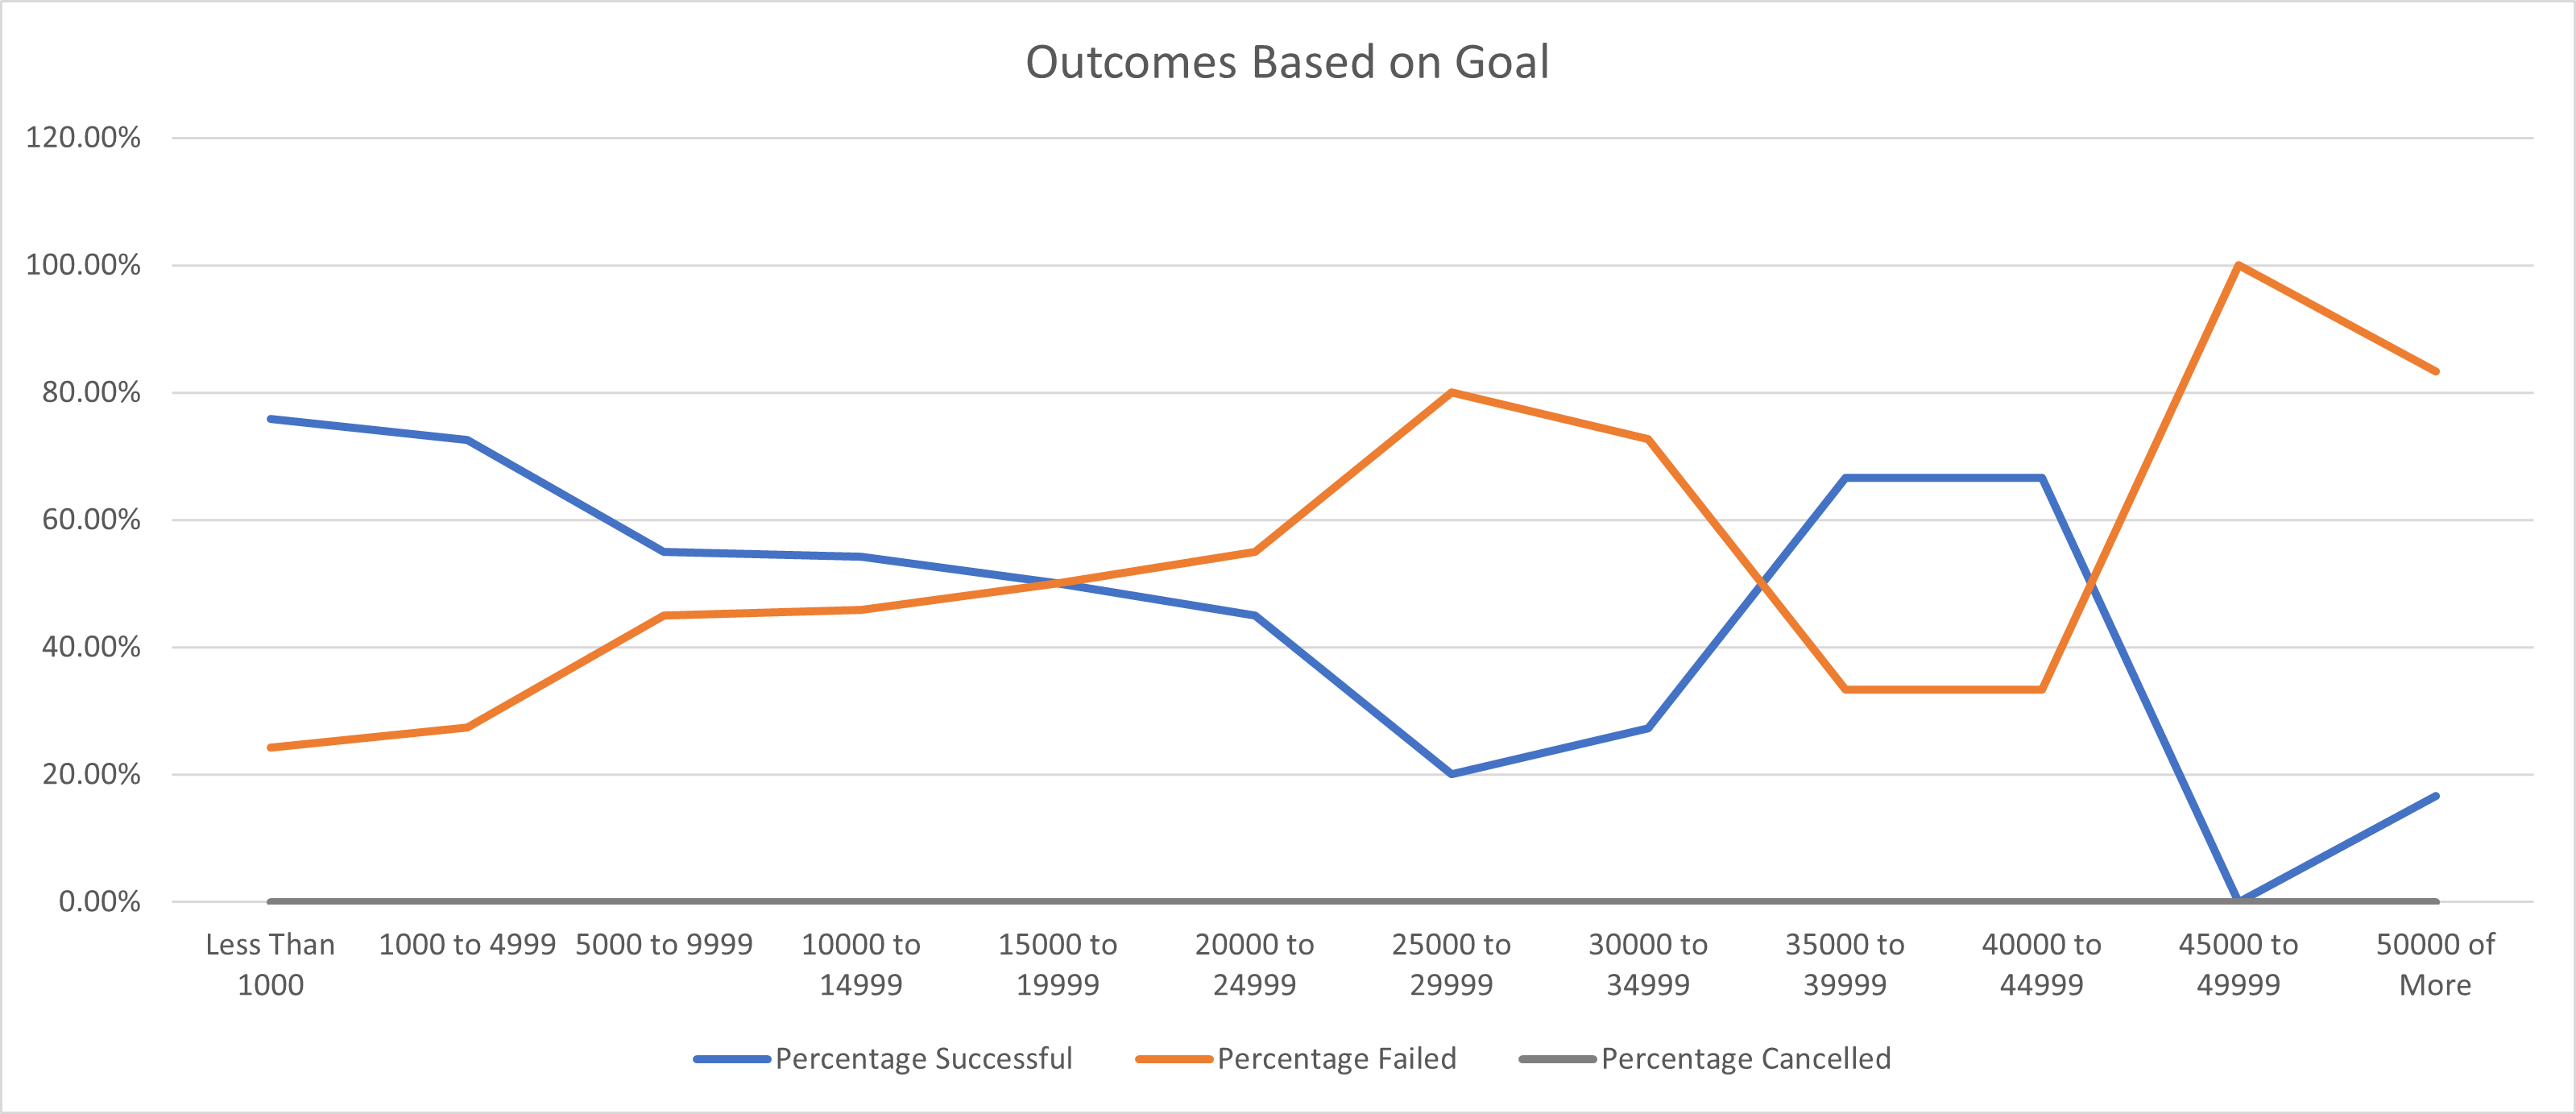 Outcomes Based on Goal
120.00%
100.00%
80.00%
60.00%
40.00%
20.00%
0.00%
Less Than 1000
1000 to 4999
5000 to 9999
10000 to 14999
15000 to 19999
20000 to 24999
25000 to 29999
30000 to 34999
35000 to 39999
40000 to 44999
45000 to 49999
50000 of More
Percentage Successful
Percentage Failed
Percentage Cancelled